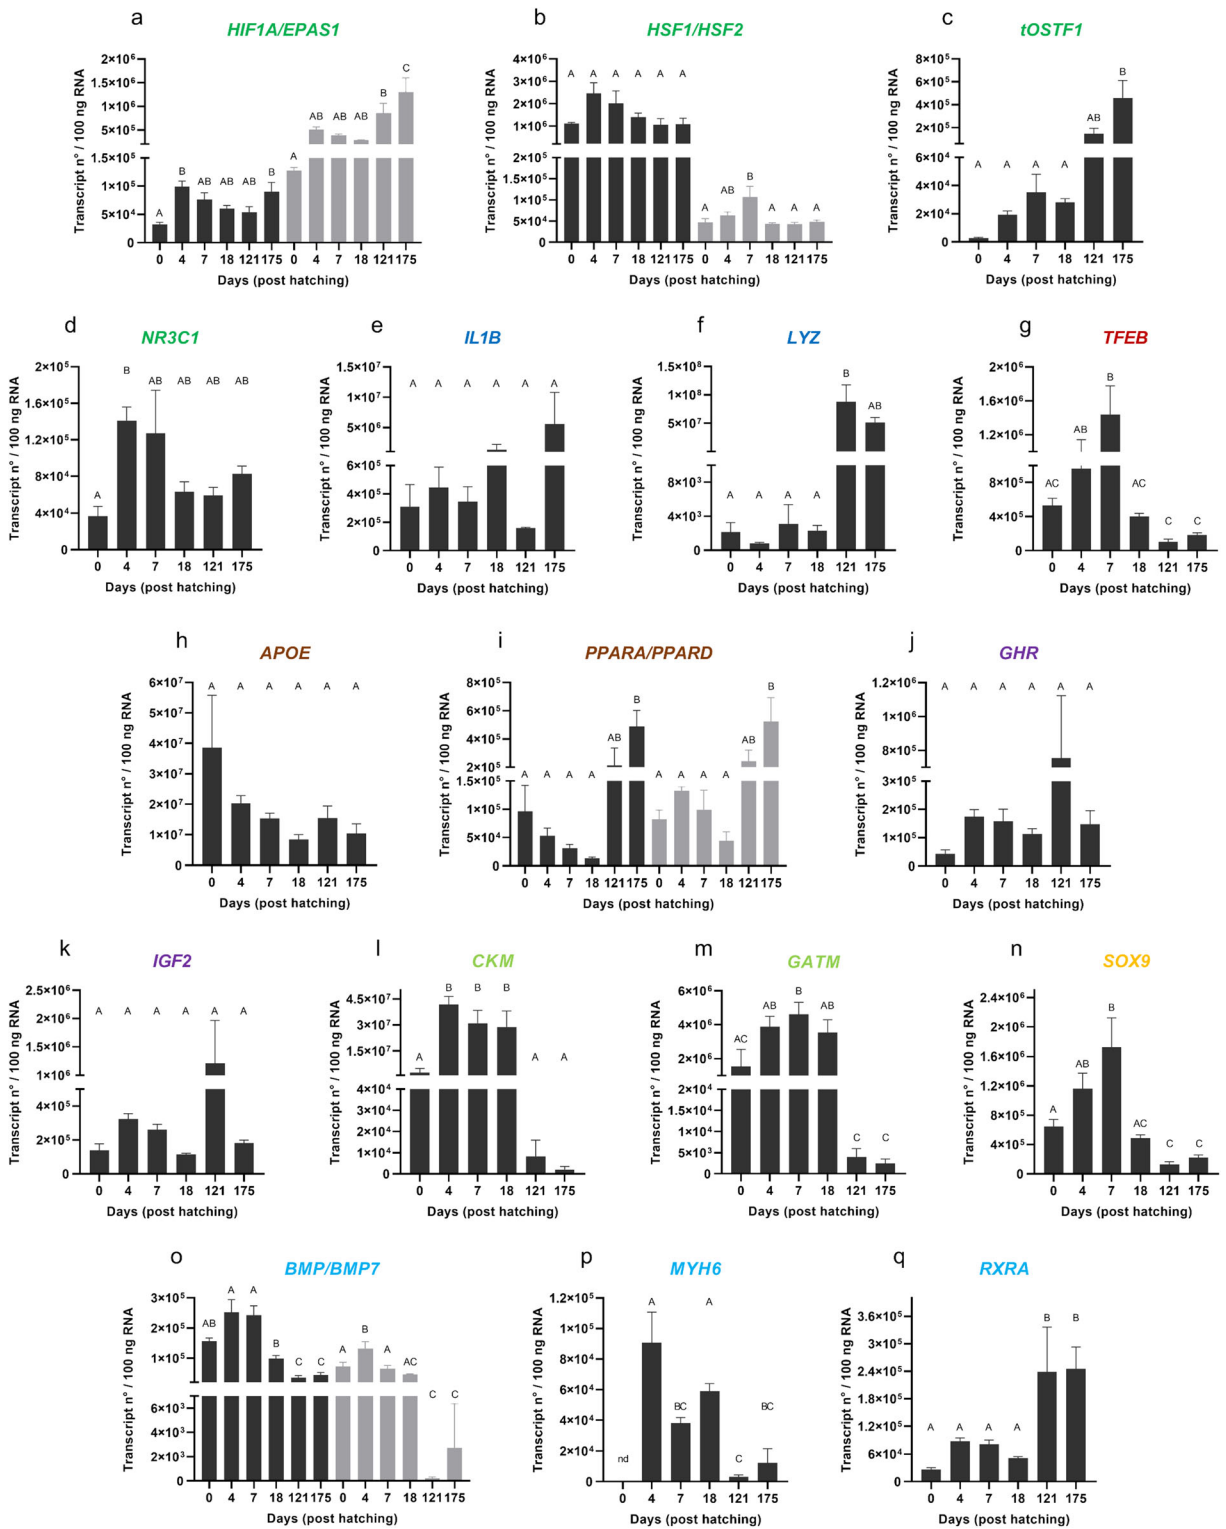 a
HIF1A/EPAS1
Transcript n° / 100 ng RNA
2×10⁶
1.5×10⁶
1×10⁶
5×10⁵
1.5×10⁵
1×10⁵
5×10⁴
0
A B AB AB AB B A AB AB AB B C
0 4 7 18 121 175 0 4 7 18 121 175
Days (post hatching)
b
HSF1/HSF2
Transcript n° / 100 ng RNA
4×10⁶
3×10⁶
2×10⁶
1×10⁶
2×10⁵
1.5×10⁵
1×10⁵
5×10⁴
0
A A A A A A A AB B A A A
0 4 7 18 121 175 0 4 7 18 121 175
Days (post hatching)
c
tOSTF1
Transcript n° / 100 ng RNA
8×10⁵
6×10⁵
4×10⁵
2×10⁵
6×10⁴
4×10⁴
2×10⁴
0
A A A A AB B
0 4 7 18 121 175
Days (post hatching)
d
NR3C1
Transcript n° / 100 ng RNA
2×10⁵
1.6×10⁵
1.2×10⁵
8×10⁴
4×10⁴
0
A B AB AB AB AB
0 4 7 18 121 175
Days (post hatching)
e
IL1B
Transcript n° / 100 ng RNA
1.5×10⁷
1×10⁷
5×10⁶
6×10⁵
4×10⁵
2×10⁵
0
A A A A A A
0 4 7 18 121 175
Days (post hatching)
f
LYZ
Transcript n° / 100 ng RNA
1.5×10⁸
1×10⁸
5×10⁷
8×10³
4×10³
0
A A A A B AB
0 4 7 18 121 175
Days (post hatching)
g
TFEB
Transcript n° / 100 ng RNA
2×10⁶
1.6×10⁶
1.2×10⁶
8×10⁵
4×10⁵
0
AC AB B AC C C
0 4 7 18 121 175
Days (post hatching)
h
APOE
Transcript n° / 100 ng RNA
6×10⁷
5×10⁷
4×10⁷
3×10⁷
2×10⁷
1×10⁷
0
A A A A A A
0 4 7 18 121 175
Days (post hatching)
i
PPARA/PPARD
Transcript n° / 100 ng RNA
8×10⁵
6×10⁵
4×10⁵
2×10⁵
1.5×10⁵
1×10⁵
5×10⁴
0
A A A A AB B A A A A AB B
0 4 7 18 121 175 0 4 7 18 121 175
Days (post hatching)
j
GHR
Transcript n° / 100 ng RNA
1.2×10⁶
1×10⁶
8×10⁵
3×10⁵
2×10⁵
1×10⁵
0
A A A A A A
0 4 7 18 121 175
Days (post hatching)
k
IGF2
Transcript n° / 100 ng RNA
2.5×10⁶
2×10⁶
1.5×10⁶
1×10⁶
4×10⁵
2×10⁵
0
A A A A A A
0 4 7 18 121 175
Days (post hatching)
l
CKM
Transcript n° / 100 ng RNA
4.5×10⁷
3×10⁷
1.5×10⁷
4×10⁴
3×10⁴
2×10⁴
1×10⁴
0
A B B B A A
0 4 7 18 121 175
Days (post hatching)
m
GATM
Transcript n° / 100 ng RNA
6×10⁶
4×10⁶
2×10⁶
2×10⁴
2×10⁴
1×10⁴
5×10³
0
AC AB B AB C C
0 4 7 18 121 175
Days (post hatching)
n
SOX9
Transcript n° / 100 ng RNA
2.4×10⁶
2×10⁶
1.6×10⁶
1.2×10⁶
8×10⁵
4×10⁵
0
A AB B AC C C
0 4 7 18 121 175
Days (post hatching)
o
BMP/BMP7
Transcript n° / 100 ng RNA
3×10⁵
2×10⁵
1×10⁵
6×10³
4×10³
2×10³
0
AB A A B C C A B A AC C C
0 4 7 18 121 175 0 4 7 18 121 175
Days (post hatching)
p
MYH6
Transcript n° / 100 ng RNA
1.2×10⁵
1×10⁵
8×10⁴
6×10⁴
4×10⁴
2×10⁴
0
nd A BC A C BC
0 4 7 18 121 175
Days (post hatching)
q
RXRA
Transcript n° / 100 ng RNA
3.6×10⁵
3×10⁵
2.4×10⁵
1.8×10⁵
1.2×10⁵
6×10⁴
0
A A A A B B
0 4 7 18 121 175
Days (post hatching)